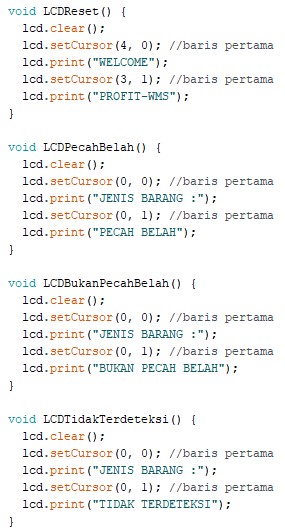 void LCDReset() {
  lcd.clear();
  lcd.setCursor(4, 0); //baris pertama
  lcd.print("WELCOME");
  lcd.setCursor(3, 1); //baris pertama
  lcd.print("PROFIT-WMS");
}

void LCDPecahBelah() {
  lcd.clear();
  lcd.setCursor(0, 0); //baris pertama
  lcd.print("JENIS BARANG :");
  lcd.setCursor(0, 1); //baris pertama
  lcd.print("PECAH BELAH");
}

void LCDBukanPecahBelah() {
  lcd.clear();
  lcd.setCursor(0, 0); //baris pertama
  lcd.print("JENIS BARANG :");
  lcd.setCursor(0, 1); //baris pertama
  lcd.print("BUKAN PECAH BELAH");
}

void LCDTidakTerdeteksi() {
  lcd.clear();
  lcd.setCursor(0, 0); //baris pertama
  lcd.print("JENIS BARANG :");
  lcd.setCursor(0, 1); //baris pertama
  lcd.print("TIDAK TERDETEKSI");
}